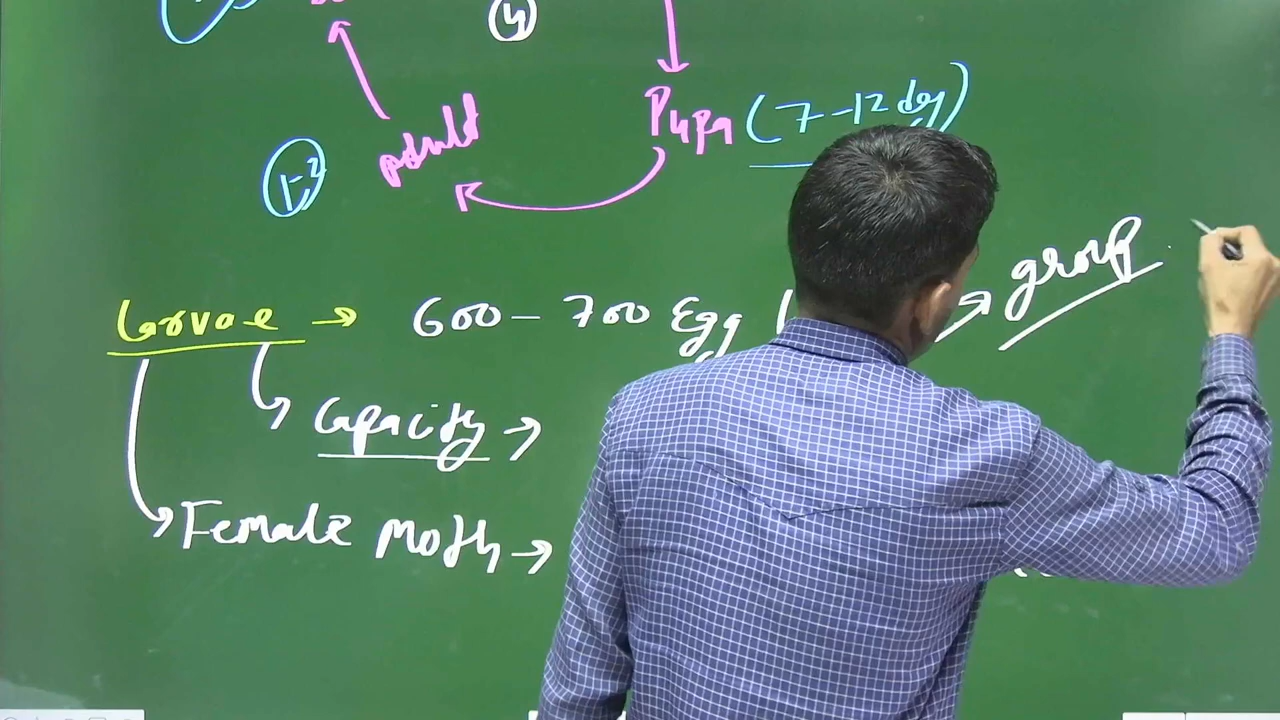 4
Pupa (7-12 day)
Adult
1-2
group
Larvae → 600 - 700 Egg
Capacity →
Female Moth →